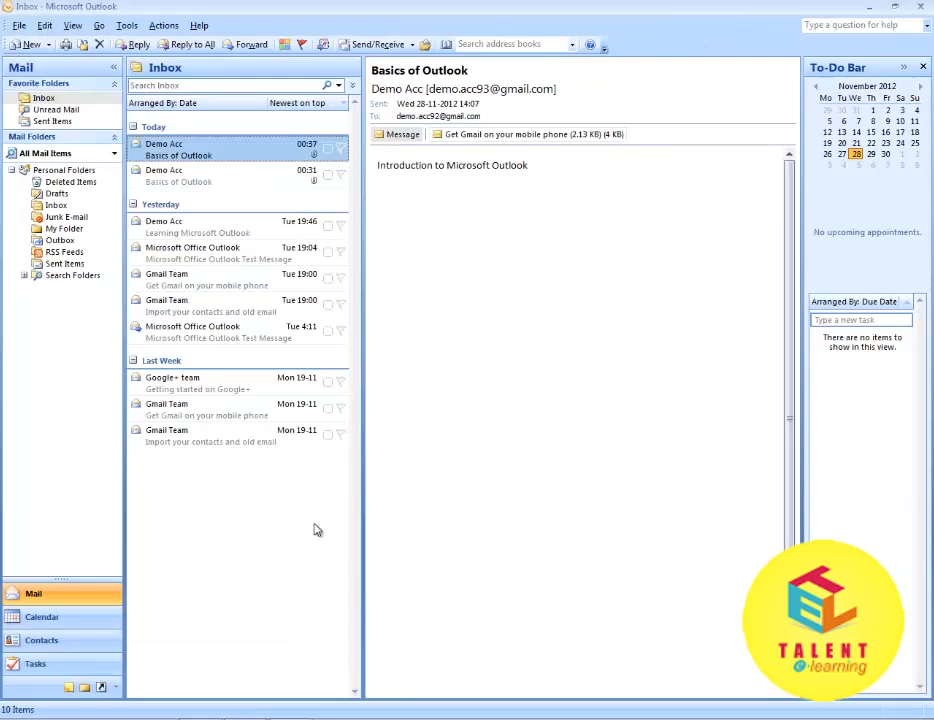 Inbox - Microsoft Outlook
File Edit View Go Tools Actions Help
Type a question for help
New Reply Reply to All Forward Send/Receive Search address books
Mail «
Favorite Folders
Inbox
Unread Mail
Sent Items
Mail Folders
All Mail Items
Personal Folders
Deleted Items
Drafts
Inbox
Junk E-mail
My Folder
Outbox
RSS Feeds
Sent Items
Search Folders
Mail
Calendar
Contacts
Tasks
10 Items
Inbox
Search Inbox
Arranged By: Date Newest on top
Today
Demo Acc 00:37
Basics of Outlook
Demo Acc 00:31
Basics of Outlook
Yesterday
Demo Acc Tue 19:46
Learning Microsoft Outlook
Microsoft Office Outlook Tue 19:04
Microsoft Office Outlook Test Message
Gmail Team Tue 19:00
Get Gmail on your mobile phone
Gmail Team Tue 19:00
Import your contacts and old email
Microsoft Office Outlook Tue 4:11
Microsoft Office Outlook Test Message
Last Week
Google+ team Mon 19-11
Getting started on Google+
Gmail Team Mon 19-11
Get Gmail on your mobile phone
Gmail Team Mon 19-11
Import your contacts and old email
Basics of Outlook
Demo Acc [demo.acc93@gmail.com]
Sent: Wed 28-11-2012 14:07
To: demo.acc92@gmail.com
Message Get Gmail on your mobile phone (2.13 KB) (4 KB)
Introduction to Microsoft Outlook
To-Do Bar »
November 2012
Mo Tu We Th Fr Sa Su
29 30 31 1 2 3 4
5 6 7 8 9 10 11
12 13 14 15 16 17 18
19 20 21 22 23 24 25
26 27 28 29 30 1 2
3 4 5 6 7 8 9
No upcoming appointments.
Arranged By: Due Date
Type a new task
There are no items to
show in this view.
TEL
TALENT
e-learning